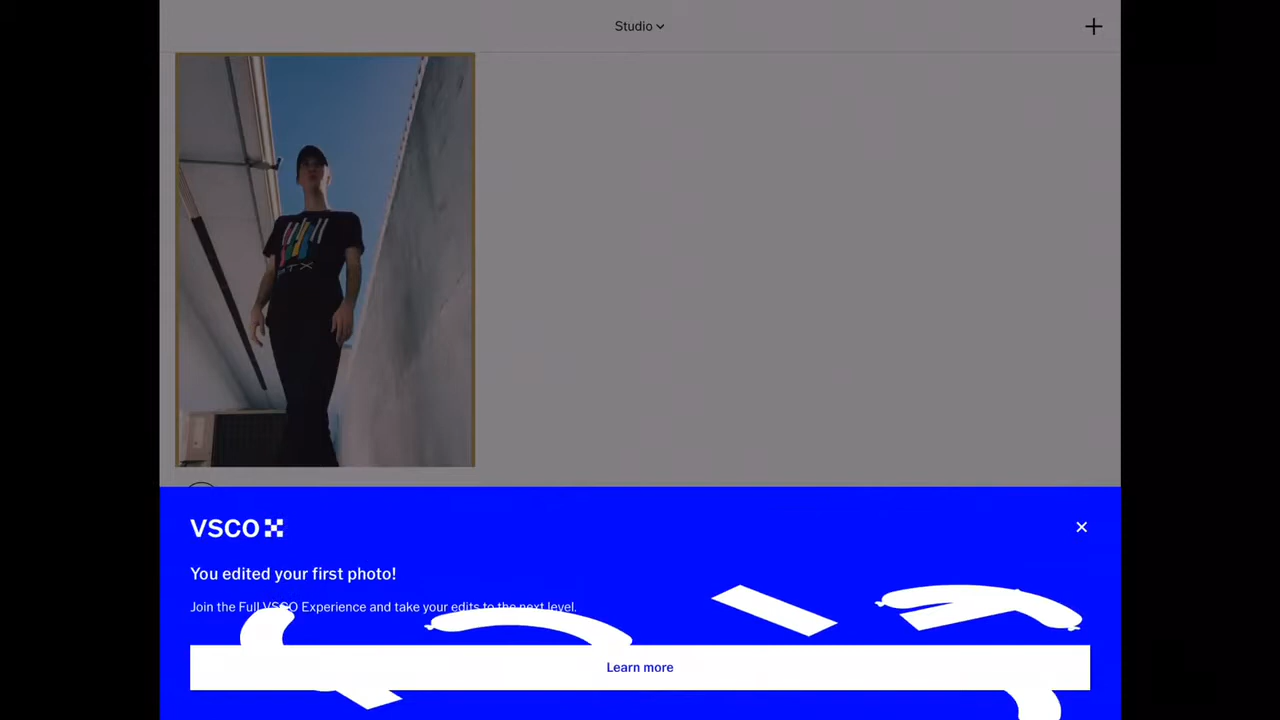 Studio
VSCO
You edited your first photo!
Join the Full VSCO Experience and take your edits to the next level.
Learn more